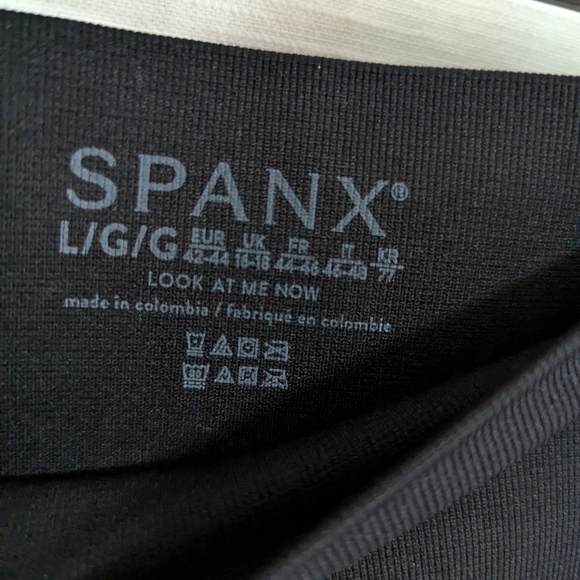 SPANX®
L/G/G EUR 42-44 UK 16-18 FR 44-46 IT 46-48 KR 77
LOOK AT ME NOW
made in colombia / fabriqué en colombie